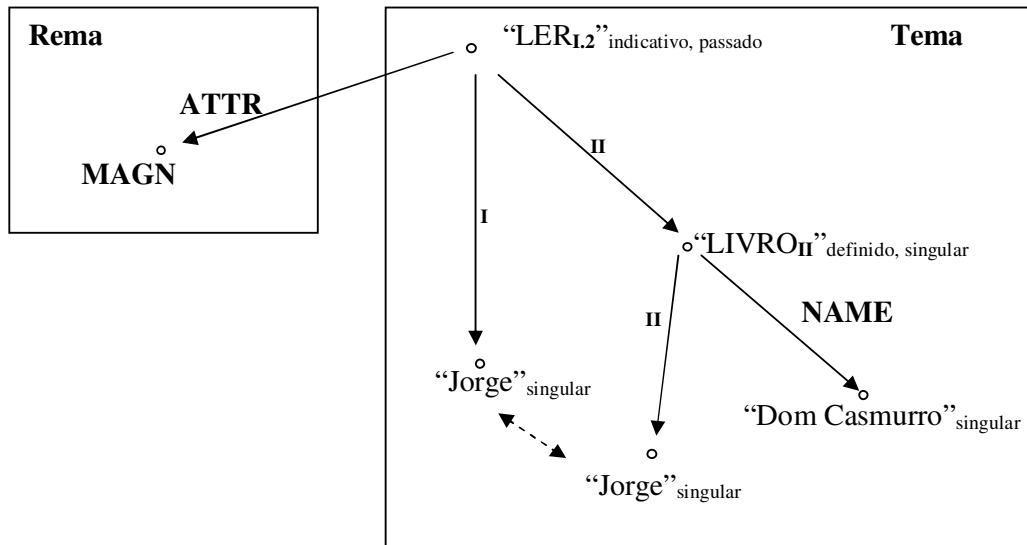 Rema
“LERI.2”indicativo, passado
Tema
ATTR
MAGN
II
I
“LIVROII”definido, singular
II
NAME
“Jorge”singular
“Dom Casmurro”singular
“Jorge”singular